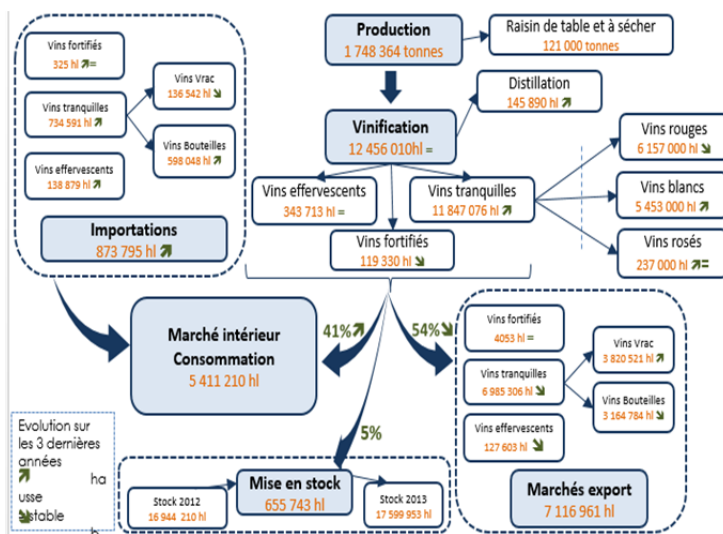 Production
1 748 364 tonnes
Raisin de table et à sécher
121 000 tonnes
Vins fortifiés
325 hl =
Vins Vrac
136 542 hl
Vins tranquilles
734 591 hl
Vins Bouteilles
598 048 hl
Vins effervescents
138 879 hl
Importations
873 795 hl
Distillation
145 890 hl
Vinification
12 456 010hl =
Vins effervescents
343 713 hl =
Vins tranquilles
11 847 076 hl
Vins fortifiés
119 330 hl
Vins rouges
6 157 000 hl
Vins blancs
5 453 000 hl
Vins rosés
237 000 hl =
Marché intérieur
Consommation
5 411 210 hl
41%
54%
5%
Vins fortifiés
4053 hl =
Vins tranquilles
6 985 306 hl
Vins effervescents
127 603 hl
Vins Vrac
3 820 521 hl
Vins Bouteilles
3 164 784 hl
Marchés export
7 116 961 hl
Evolution sur
les 3 dernières
années
ha
usse
stable
Stock 2012
16 944 210 hl
Mise en stock
655 743 hl
Stock 2013
17 599 953 hl